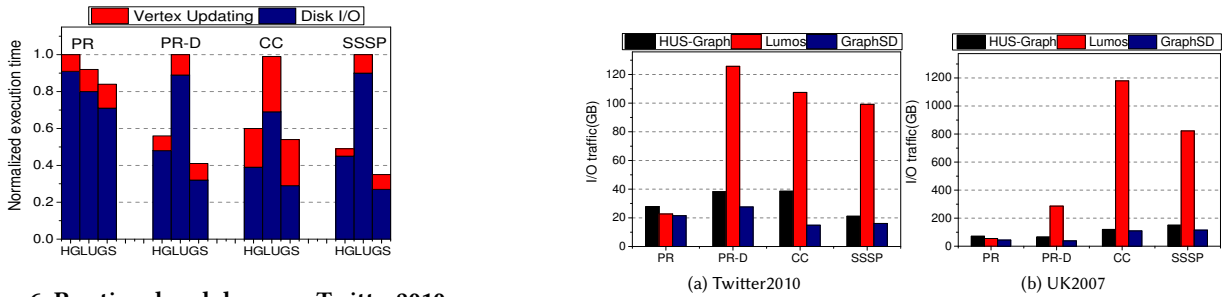 Vertex Updating Disk I/O
PR PR-D CC SSSP
Normalized execution time
1.0
0.8
0.6
0.4
0.2
0.0
HGLUGS HGLUGS HGLUGS HGLUGS
HUS-Graph Lumos GraphSD
I/O traffic(GB)
120
100
80
60
40
20
0
PR PR-D CC SSSP
(a) Twitter2010
HUS-Graph Lumos GraphSD
I/O traffic(GB)
1200
1000
800
600
400
200
0
PR PR-D CC SSSP
(b) UK2007